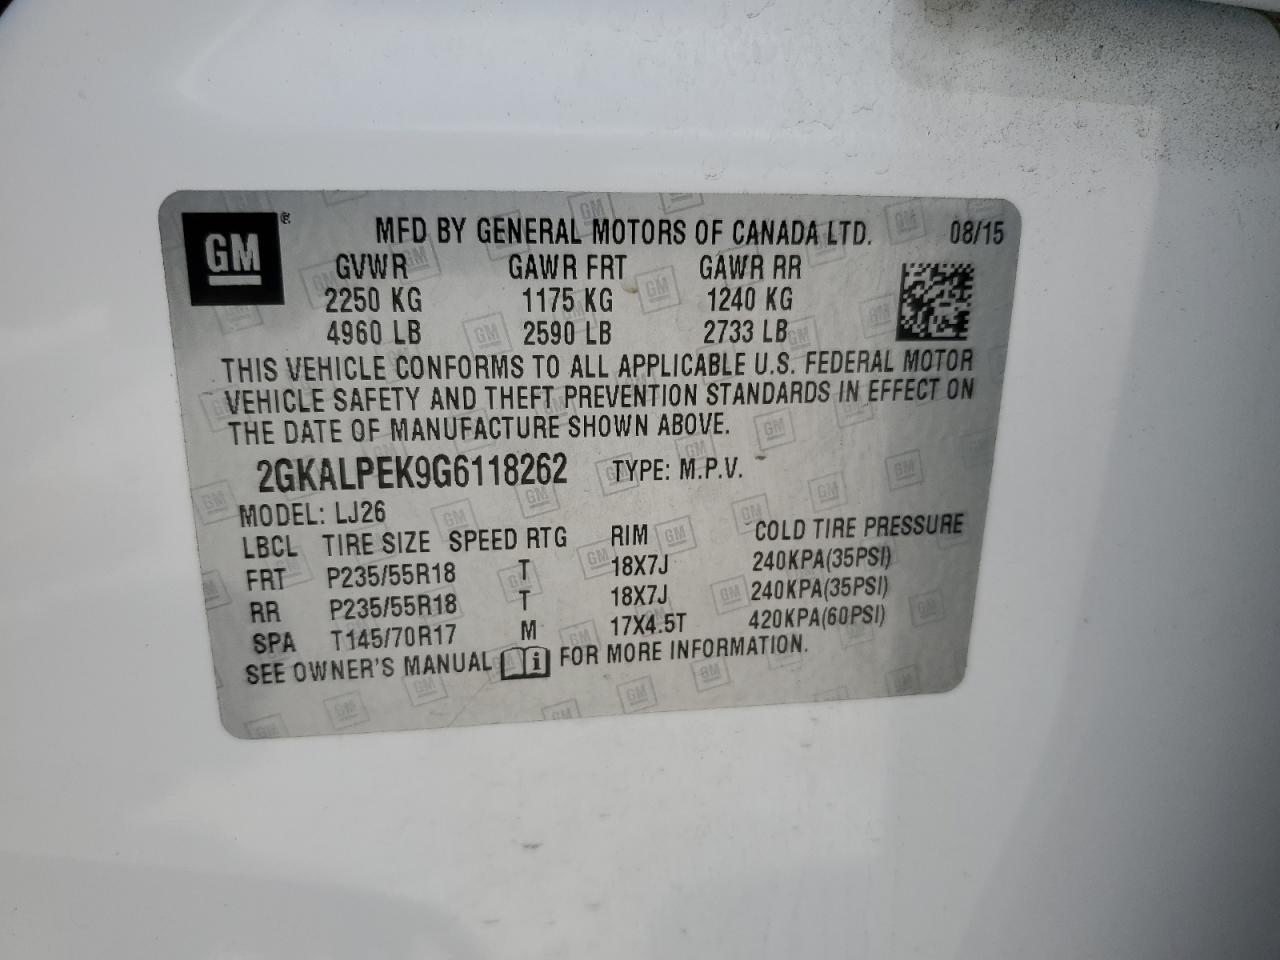 GM ® MFD BY GENERAL MOTORS OF CANADA LTD. 08/15
GVWR GAWR FRT GAWR RR
2250 KG 1175 KG 1240 KG
4960 LB 2590 LB 2733 LB
THIS VEHICLE CONFORMS TO ALL APPLICABLE U.S. FEDERAL MOTOR
VEHICLE SAFETY AND THEFT PREVENTION STANDARDS IN EFFECT ON
THE DATE OF MANUFACTURE SHOWN ABOVE.
2GKALPEK9G6118262 TYPE: M.P.V.
MODEL: LJ26
LBCL TIRE SIZE SPEED RTG RIM COLD TIRE PRESSURE
FRT P235/55R18 T 18X7J 240KPA(35PSI)
RR P235/55R18 T 18X7J 240KPA(35PSI)
SPA T145/70R17 M 17X4.5T 420KPA(60PSI)
SEE OWNER'S MANUAL i FOR MORE INFORMATION.